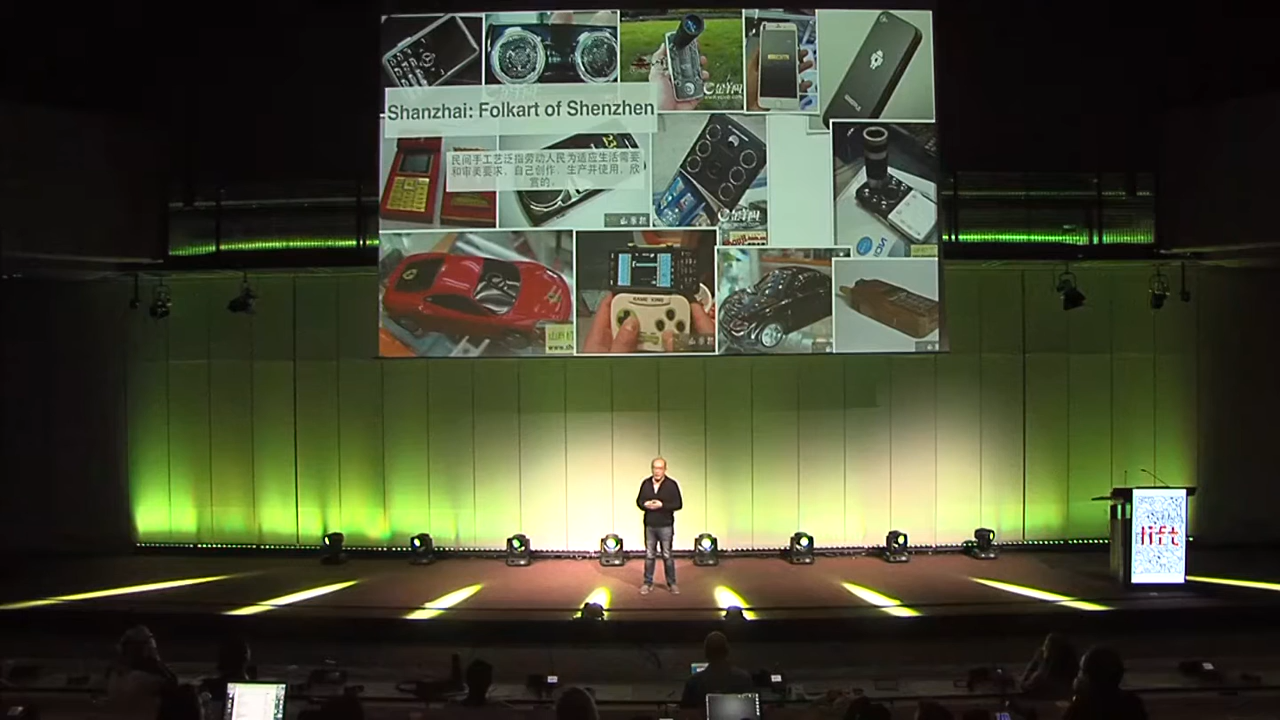 Shanzhai: Folkart of Shenzhen
民间手工艺泛指劳动人民为适应生活需要
和审美要求，自己创作、生产并使用、欣
赏的。
GAME KING
lift